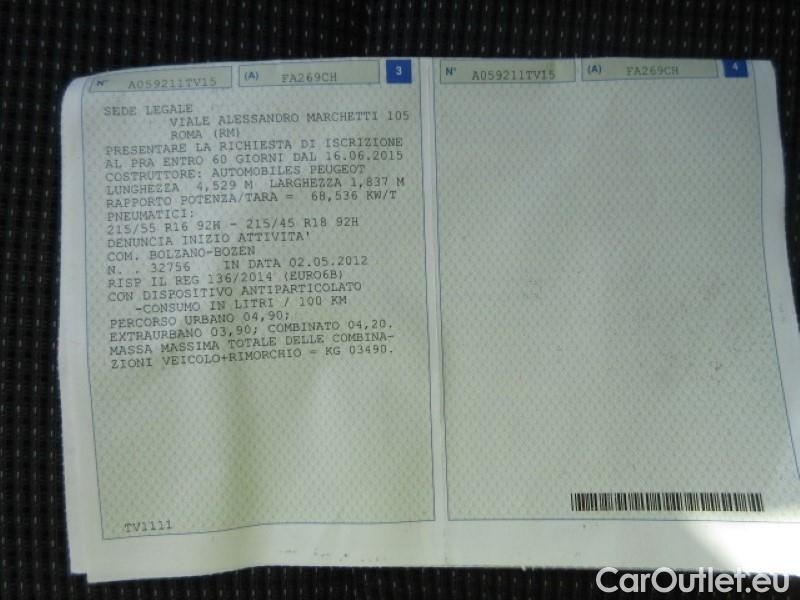 N° A059211TV15 (A) FA269CH 3
SEDE LEGALE
VIALE ALESSANDRO MARCHETTI 105
ROMA (RM)
PRESENTARE LA RICHIESTA DI ISCRIZIONE
AL PRA ENTRO 60 GIORNI DAL 16.06.2015
COSTRUTTORE: AUTOMOBILES PEUGEOT
LUNGHEZZA 4,529 M LARGHEZZA 1,837 M
RAPPORTO POTENZA/TARA = 68,536 KW/T
PNEUMATICI:
215/55 R16 92H - 215/45 R18 92H
DENUNCIA INIZIO ATTIVITA'
COM. BOLZANO-BOZEN
N. . 32756 IN DATA 02.05.2012
RISP IL REG 136/2014 (EURO6B)
CON DISPOSITIVO ANTIPARTICOLATO
-CONSUMO IN LITRI / 100 KM
PERCORSO URBANO 04,90;
EXTRAURBANO 03,90; COMBINATO 04,20.
MASSA MASSIMA TOTALE DELLE COMBINA-
ZIONI VEICOLO+RIMORCHIO = KG 03490.
TV1111
N° A059211TV15 (A) FA269CH 4
CarOutlet.eu